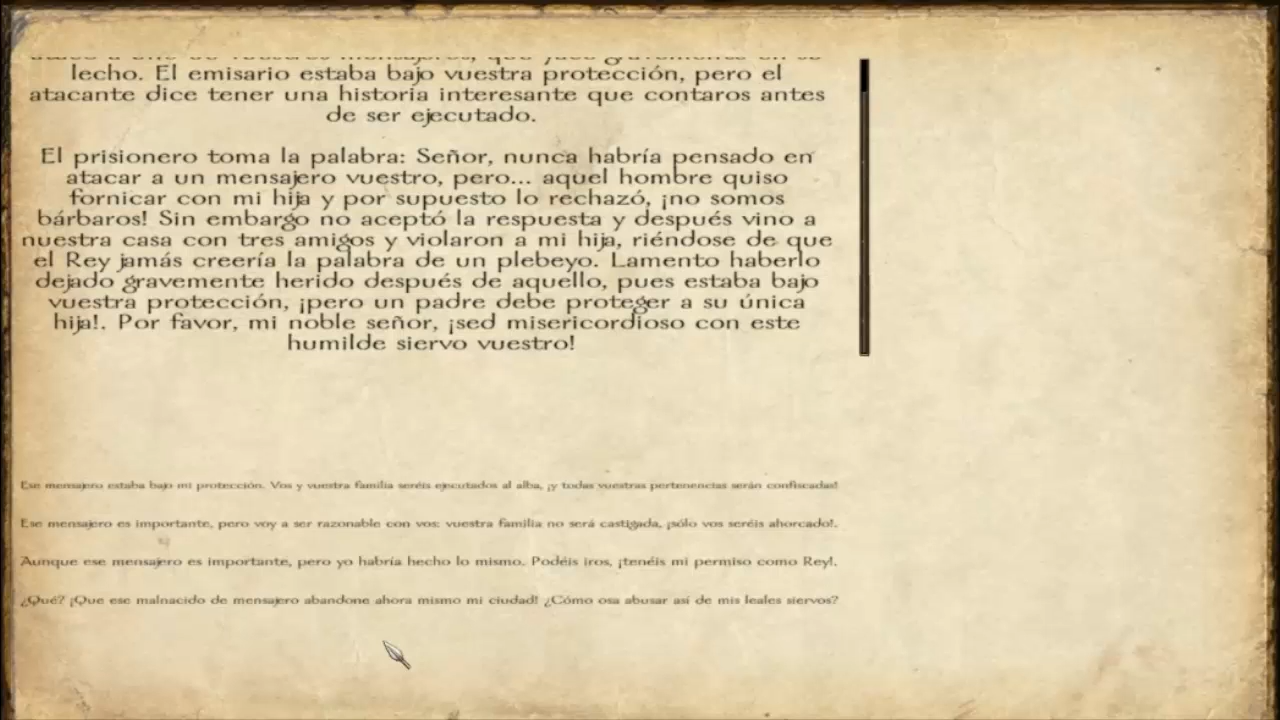 lecho. El emisario estaba bajo vuestra protección, pero el
atacante dice tener una historia interesante que contaros antes
de ser ejecutado.
El prisionero toma la palabra: Señor, nunca habría pensado en
atacar a un mensajero vuestro, pero... aquel hombre quiso
fornicar con mi hija y por supuesto lo rechazó, ¡no somos
bárbaros! Sin embargo no aceptó la respuesta y después vino a
nuestra casa con tres amigos y violaron a mi hija, riéndose de que
el Rey jamás creería la palabra de un plebeyo. Lamento haberlo
dejado gravemente herido después de aquello, pues estaba bajo
vuestra protección, ¡pero un padre debe proteger a su única
hija!. Por favor, mi noble señor, ¡sed misericordioso con este
humilde siervo vuestro!
Ese mensajero estaba bajo mi protección. Vos y vuestra familia seréis ejecutados al alba, ¡y todas vuestras pertenencias serán confiscadas!
Ese mensajero es importante, pero voy a ser razonable con vos: vuestra familia no será castigada, ¡sólo vos seréis ahorcado!.
Aunque ese mensajero es importante, pero yo habría hecho lo mismo. Podéis iros, ¡tenéis mi permiso como Rey!.
¿Qué? ¡Que ese malnacido de mensajero abandone ahora mismo mi ciudad! ¿Cómo osa abusar así de mis leales siervos?